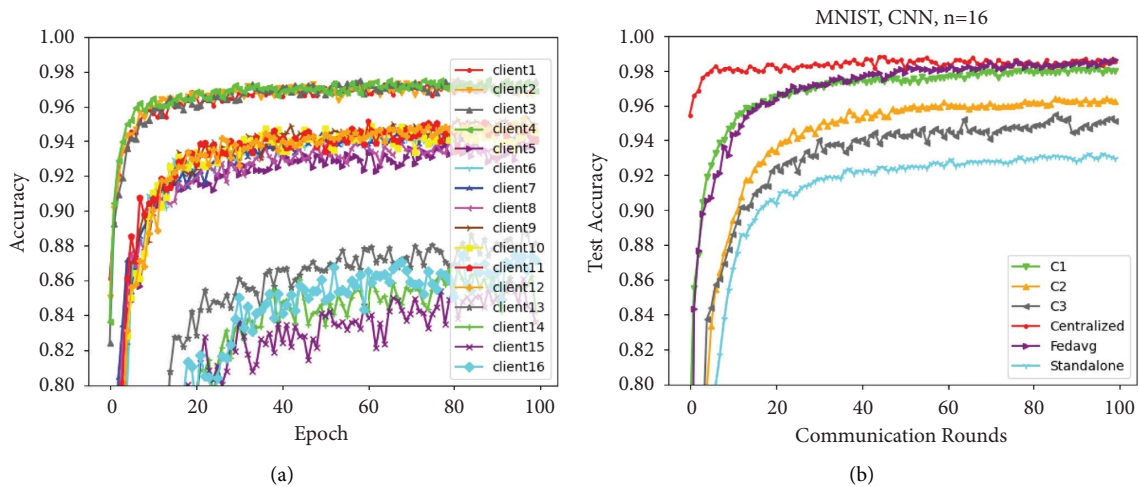 MNIST, CNN, n=16
1.00
0.98
0.96
0.94
0.92
0.90
0.88
0.86
0.84
0.82
0.80
Accuracy
0
20
40
60
80
100
Epoch
client1
client2
client3
client4
client5
client6
client7
client8
client9
client10
client11
client12
client13
client14
client15
client16
(a)
1.00
0.98
0.96
0.94
0.92
0.90
0.88
0.86
0.84
0.82
0.80
Test Accuracy
0
20
40
60
80
100
Communication Rounds
C1
C2
C3
Centralized
Fedavg
Standalone
(b)